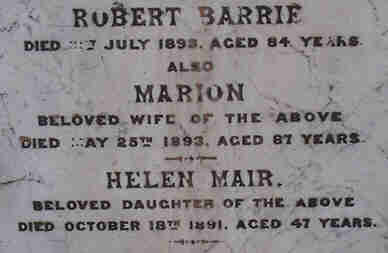 ROBERT BARRIE
DIED JULY 1893, AGED 84 YEARS.
ALSO
MARION
BELOVED WIFE OF THE ABOVE
DIED MAY 25TH 1893, AGED 87 YEARS.
HELEN MAIR.
BELOVED DAUGHTER OF THE ABOVE
DIED OCTOBER 18TH 1891, AGED 47 YEARS.